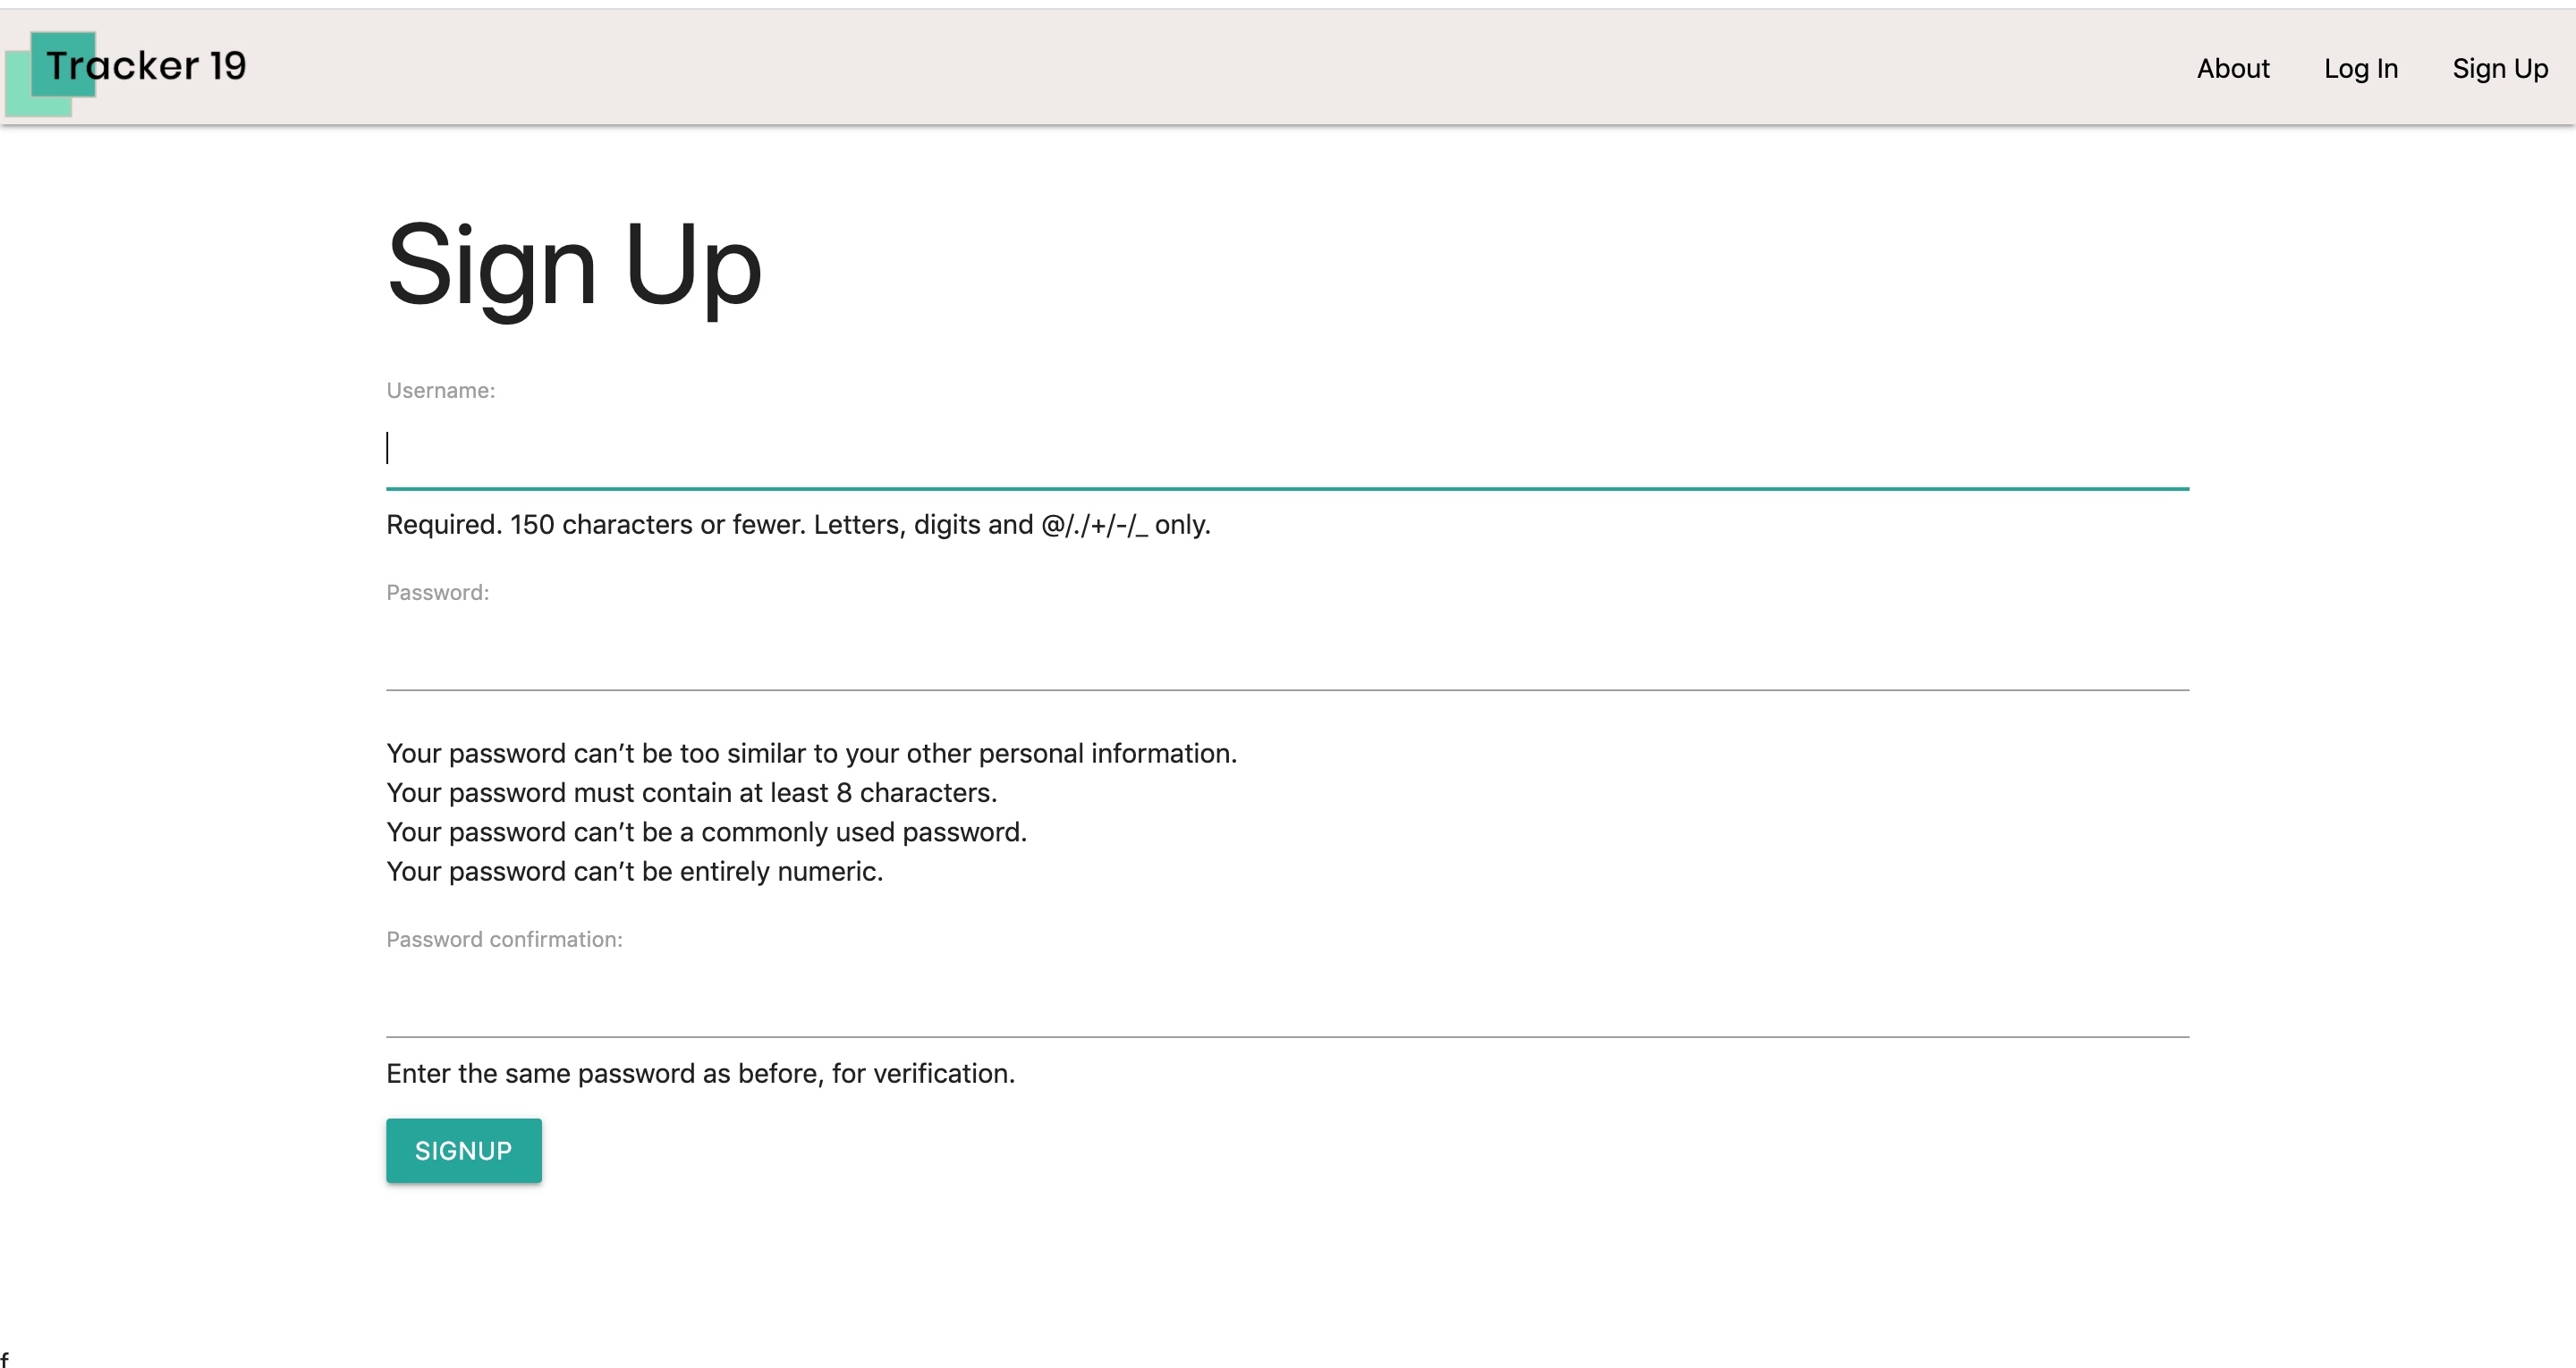 Tracker 19
About
Log In
Sign Up
Sign Up
Username:
Required. 150 characters or fewer. Letters, digits and @/./+/-/_ only.
Password:
Your password can’t be too similar to your other personal information.
Your password must contain at least 8 characters.
Your password can’t be a commonly used password.
Your password can’t be entirely numeric.
Password confirmation:
Enter the same password as before, for verification.
SIGNUP
f